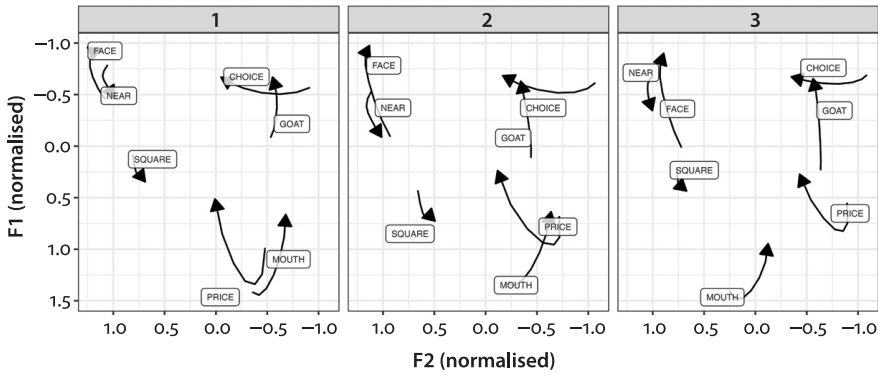 1 2 3
F1 (normalised)
−1.0
−0.5
0.0
0.5
1.0
1.5
FACE
NEAR
CHOICE
GOAT
SQUARE
MOUTH
PRICE
FACE
NEAR
CHOICE
GOAT
SQUARE
PRICE
MOUTH
NEAR
FACE
CHOICE
GOAT
SQUARE
PRICE
MOUTH
1.0 0.5 0.0 −0.5 −1.0 1.0 0.5 0.0 −0.5 −1.0 1.0 0.5 0.0 −0.5 −1.0
F2 (normalised)